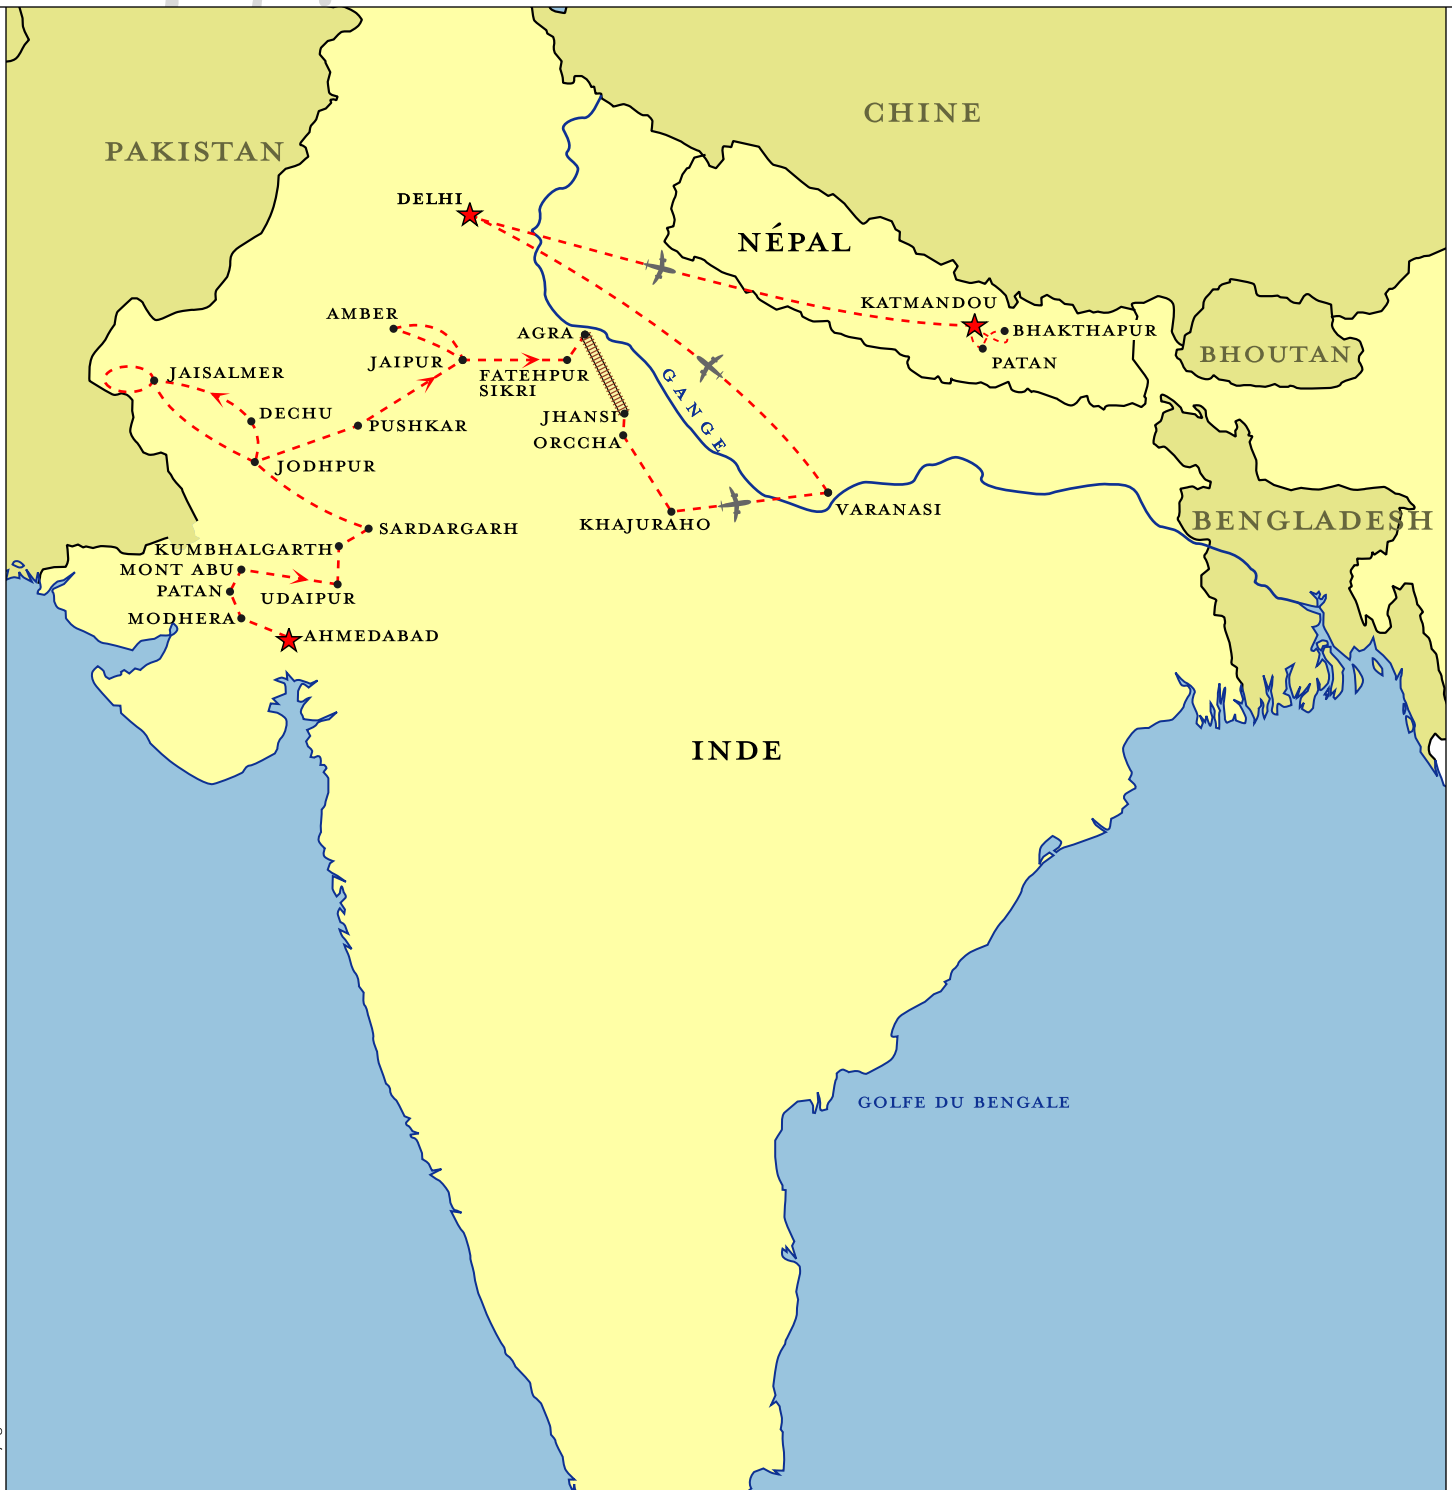 CHINE
PAKISTAN
DELHI
NÉPAL
KATMANDOU
AMBER
BHAKTHAPUR
AGRA
BHOUTAN
JAIPUR
PATAN
JAISALMER
FATEHPUR
SIKRI
GANGE
DECHU
JHANSI
PUSHKAR
ORCCHA
JODHPUR
VARANASI
BENGLADESH
KHAJURAHO
SARDARGARH
KUMBHALGARTH
MONT ABU
PATAN
UDAIPUR
MODHERA
AHMEDABAD
INDE
GOLFE DU BENGALE